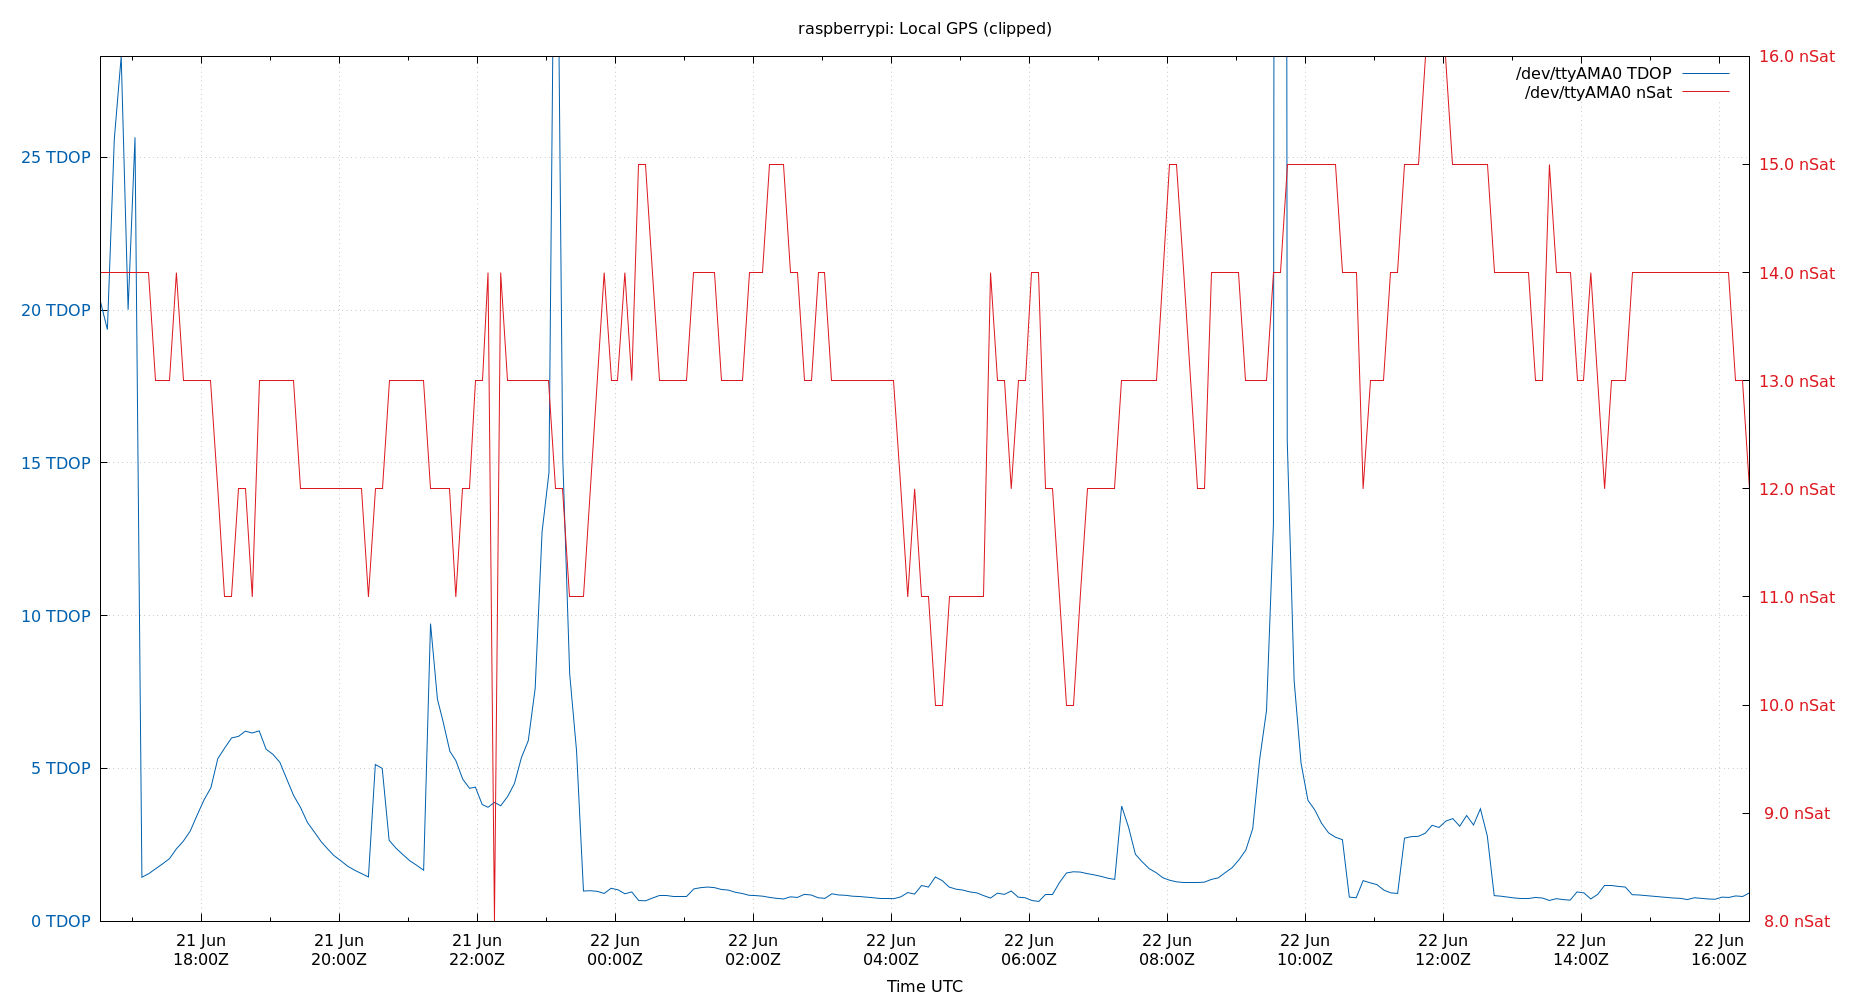 raspberrypi: Local GPS (clipped)
/dev/ttyAMA0 TDOP
/dev/ttyAMA0 nSat
25 TDOP
20 TDOP
15 TDOP
10 TDOP
5 TDOP
0 TDOP
16.0 nSat
15.0 nSat
14.0 nSat
13.0 nSat
12.0 nSat
11.0 nSat
10.0 nSat
9.0 nSat
8.0 nSat
21 Jun
18:00Z
21 Jun
20:00Z
21 Jun
22:00Z
22 Jun
00:00Z
22 Jun
02:00Z
22 Jun
04:00Z
22 Jun
06:00Z
22 Jun
08:00Z
22 Jun
10:00Z
22 Jun
12:00Z
22 Jun
14:00Z
22 Jun
16:00Z
Time UTC